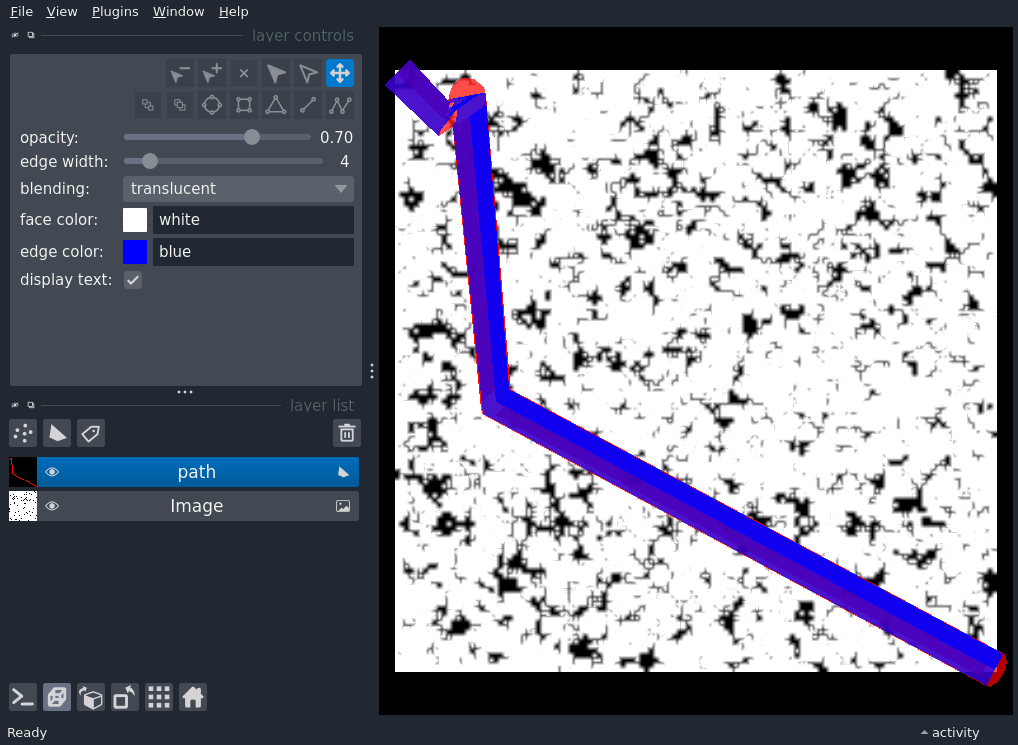 File View Plugins Window Help
layer controls
opacity: 0.70
edge width: 4
blending: translucent
face color: white
edge color: blue
display text:
layer list
path
Image
Ready activity